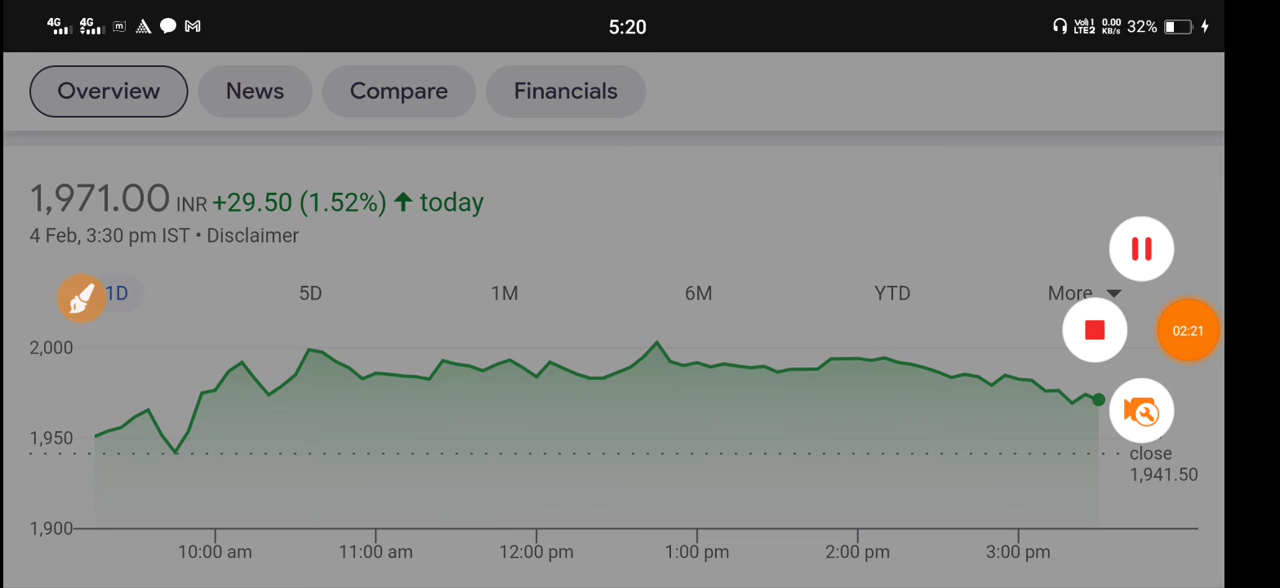 4G 4G m 5:20 Vo)) 1 LTE2 0.00 KB/s 32%
Overview News Compare Financials
1,971.00 INR +29.50 (1.52%) ↑ today
4 Feb, 3:30 pm IST • Disclaimer
1D 5D 1M 6M YTD More
02:21
2,000
1,950
close
1,941.50
1,900
10:00 am 11:00 am 12:00 pm 1:00 pm 2:00 pm 3:00 pm